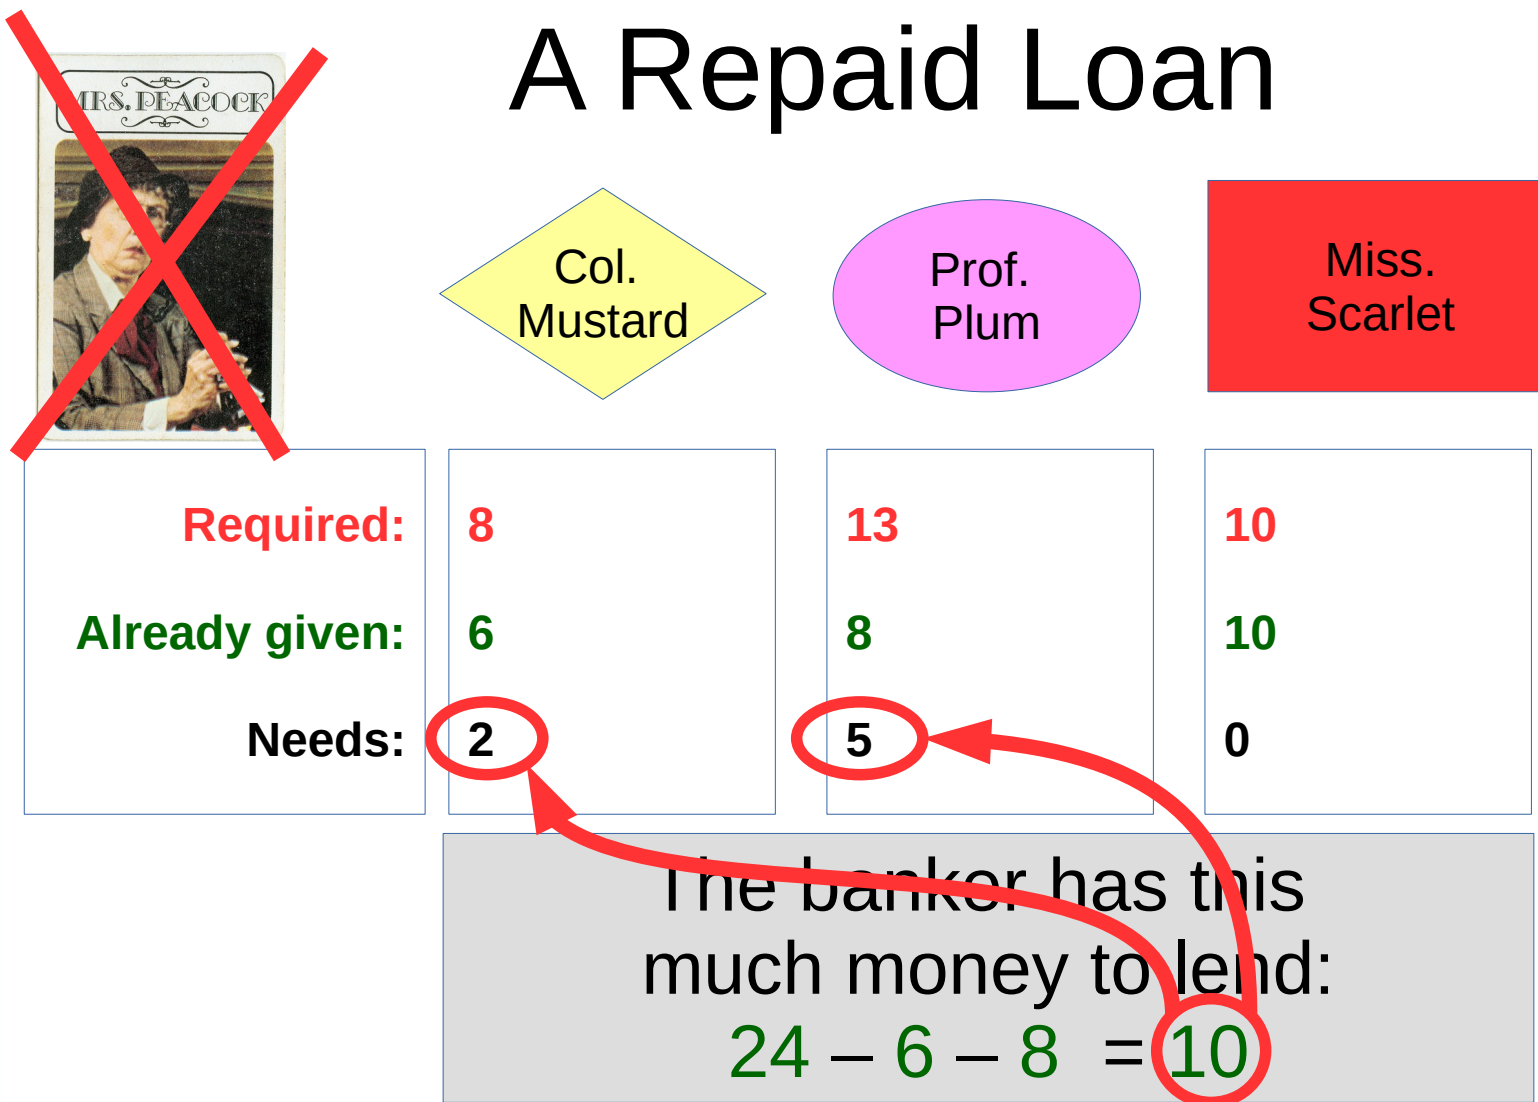 A Repaid Loan
MRS. PEACOCK
Col.
Mustard
Prof.
Plum
Miss.
Scarlet
Required: 8 13 10
Already given: 6 8 10
Needs: 2 5 0
The banker has this
much money to lend:
24 – 6 – 8 = 10